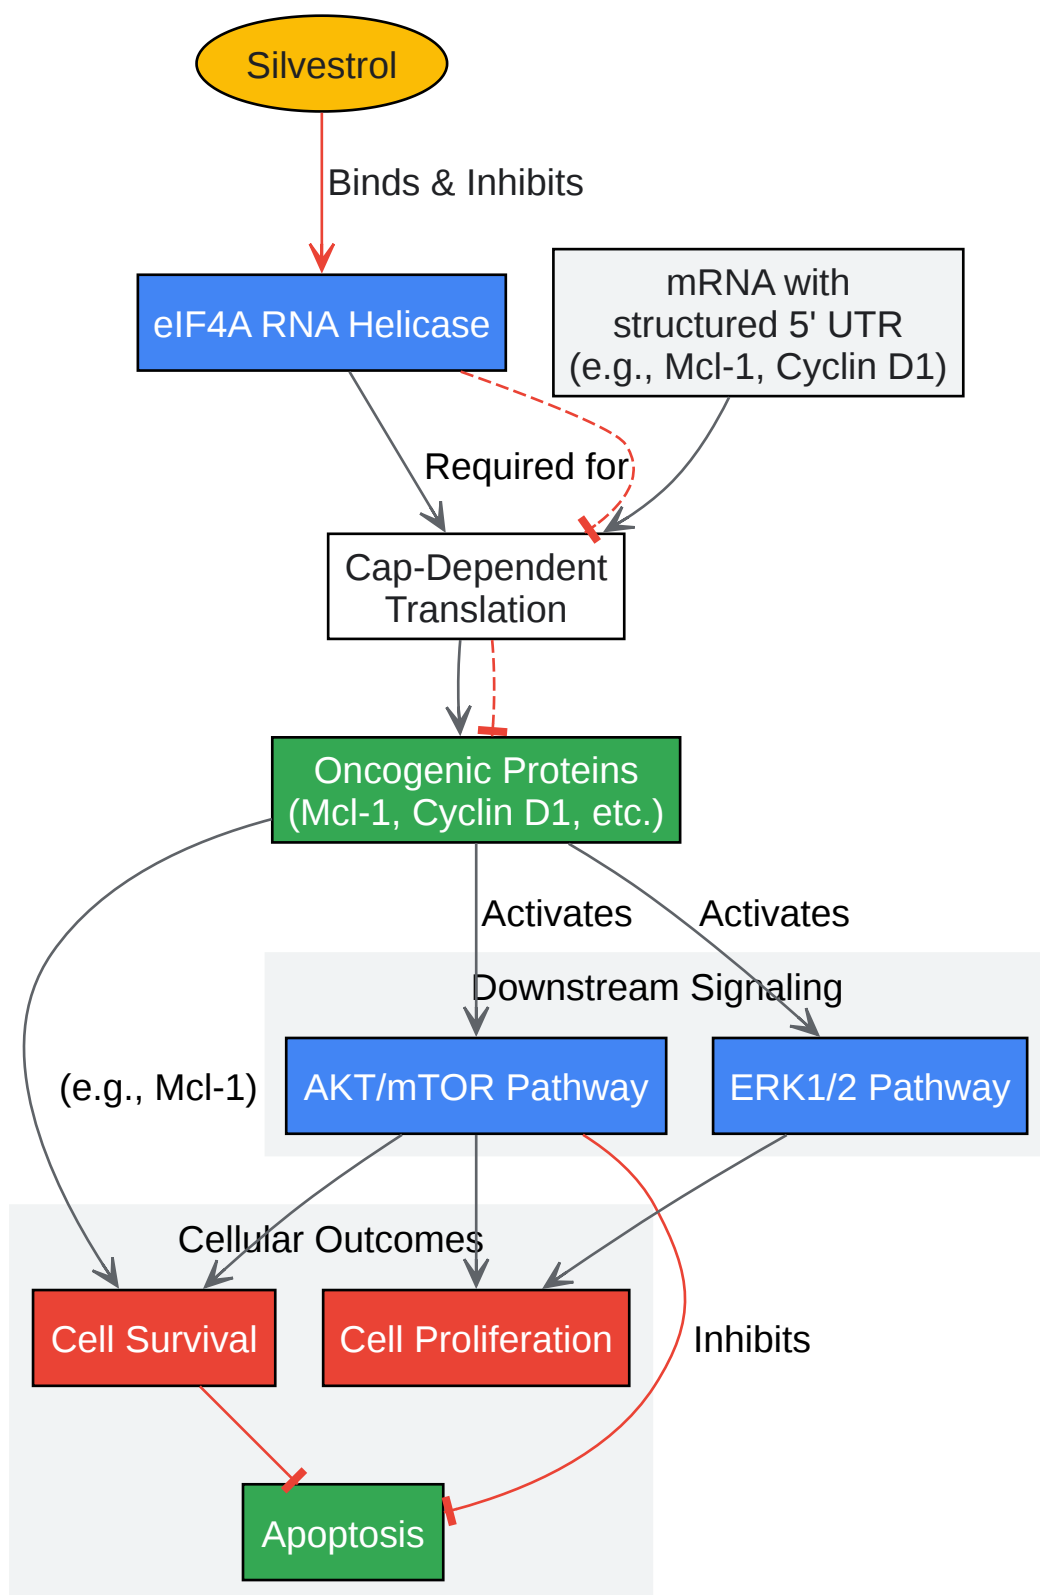 Silvestrol
Binds & Inhibits
eIF4A RNA Helicase
mRNA with
structured 5' UTR
(e.g., Mcl-1, Cyclin D1)
Required for
Cap-Dependent
Translation
Oncogenic Proteins
(Mcl-1, Cyclin D1, etc.)
Activates
Activates
Downstream Signaling
(e.g., Mcl-1)
AKT/mTOR Pathway
ERK1/2 Pathway
Cellular Outcomes
Cell Survival
Cell Proliferation
Inhibits
Apoptosis